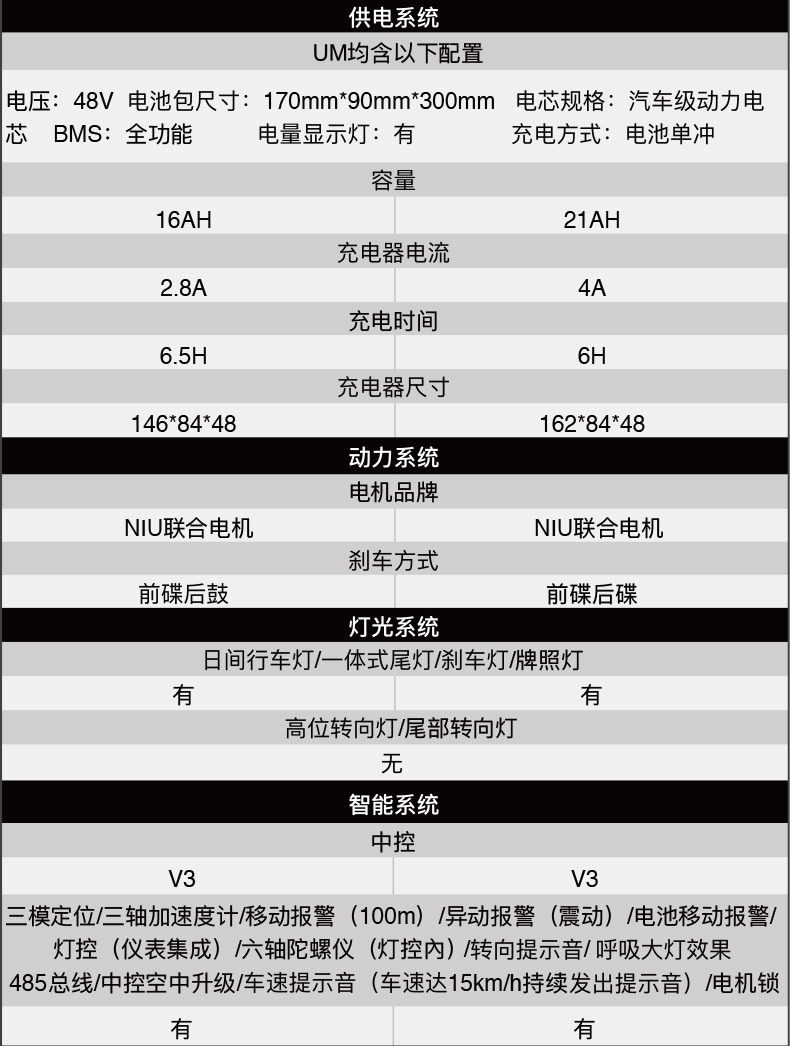 供电系统
UM均含以下配置
电压：48V 电池包尺寸：170mm*90mm*300mm 电芯规格：汽车级动力电
芯 BMS：全功能 电量显示灯：有 充电方式：电池单冲
容量
16AH 21AH
充电器电流
2.8A 4A
充电时间
6.5H 6H
充电器尺寸
146*84*48 162*84*48
动力系统
电机品牌
NIU联合电机 NIU联合电机
刹车方式
前碟后鼓 前碟后碟
灯光系统
日间行车灯/一体式尾灯/刹车灯/牌照灯
有 有
高位转向灯/尾部转向灯
无
智能系统
中控
V3 V3
三模定位/三轴加速度计/移动报警（100m）/异动报警（震动）/电池移动报警/
灯控（仪表集成）/六轴陀螺仪（灯控内）/转向提示音/ 呼吸大灯效果
485总线/中控空中升级/车速提示音（车速达15km/h持续发出提示音）/电机锁
有 有